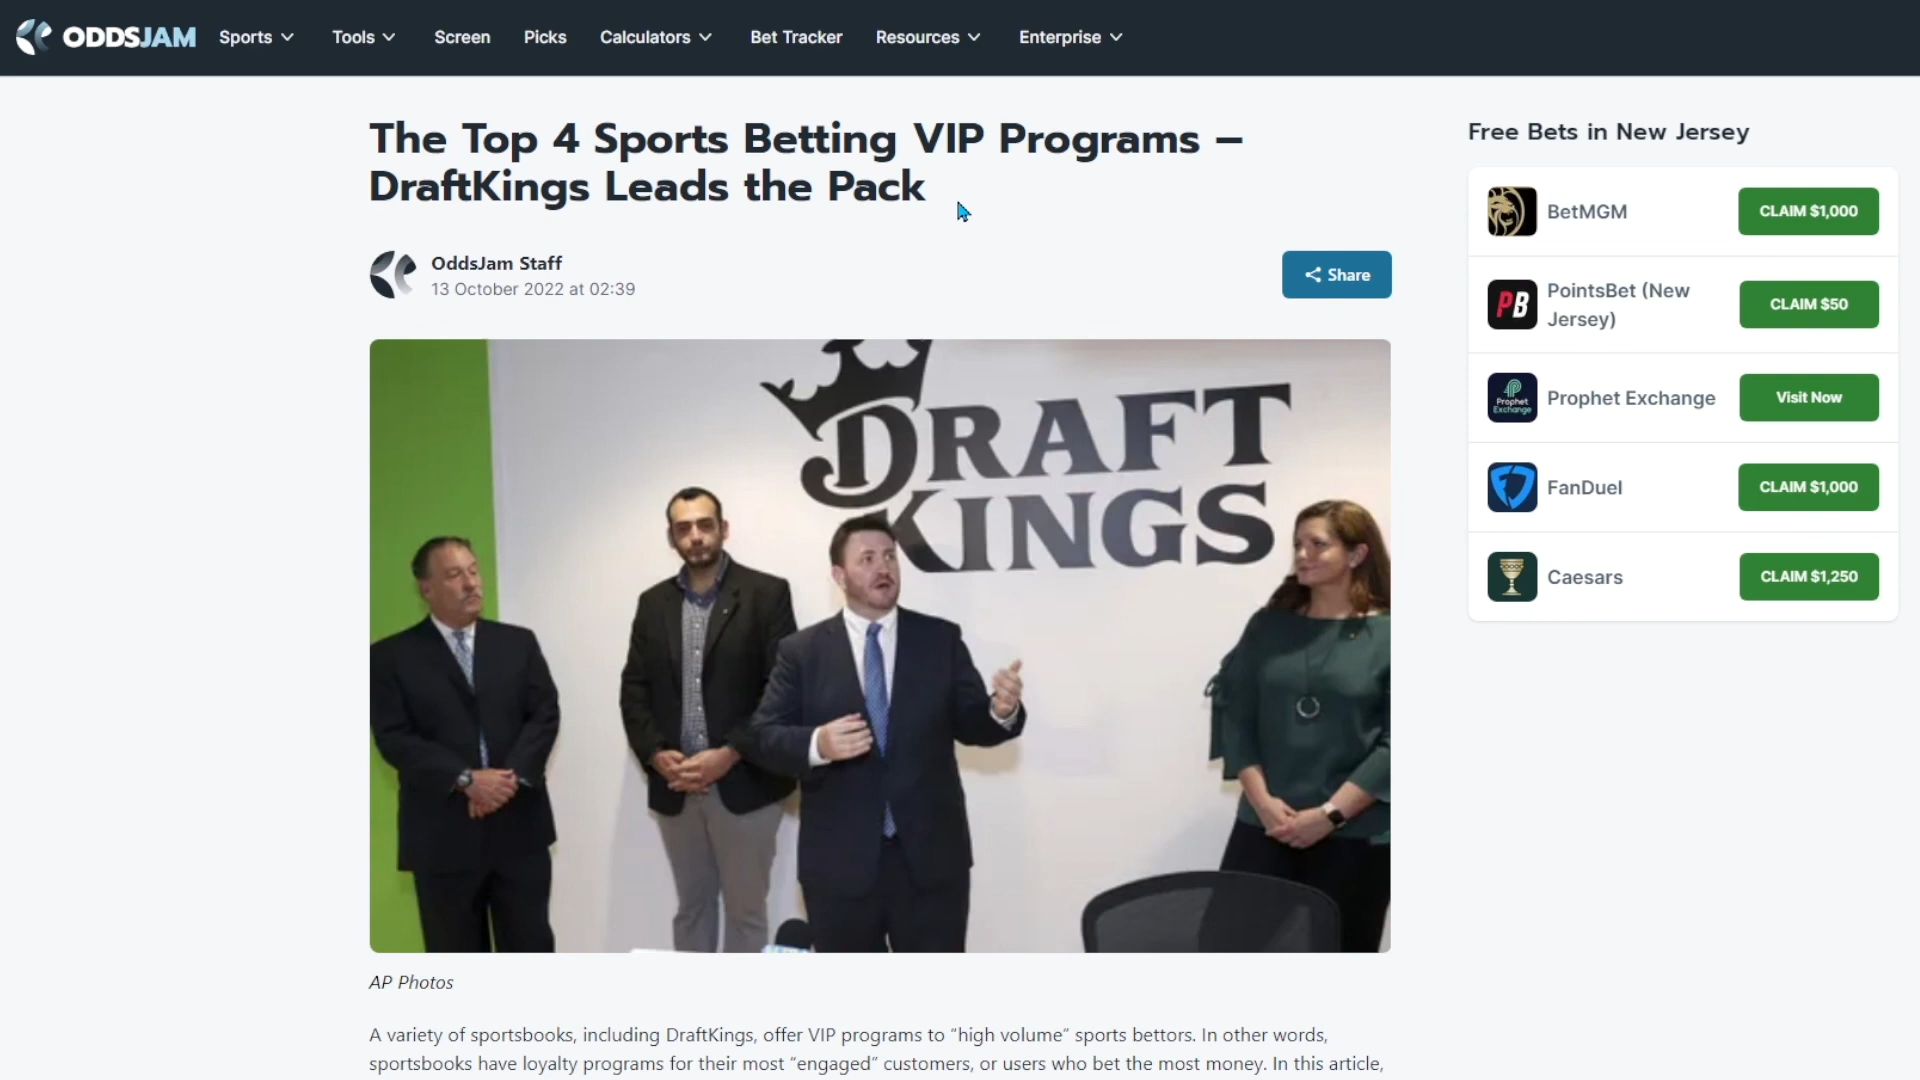 ODDSJAM Sports Tools Screen Picks Calculators Bet Tracker Resources Enterprise
The Top 4 Sports Betting VIP Programs –
DraftKings Leads the Pack
OddsJam Staff
13 October 2022 at 02:39
Share
DRAFT
KINGS
AP Photos
A variety of sportsbooks, including DraftKings, offer VIP programs to “high volume” sports bettors. In other words,
sportsbooks have loyalty programs for their most “engaged” customers, or users who bet the most money. In this article,
Free Bets in New Jersey
BetMGM CLAIM $1,000
PB PointsBet (New
Jersey) CLAIM $50
Prophet
Exchange
Prophet Exchange Visit Now
FanDuel CLAIM $1,000
Caesars CLAIM $1,250